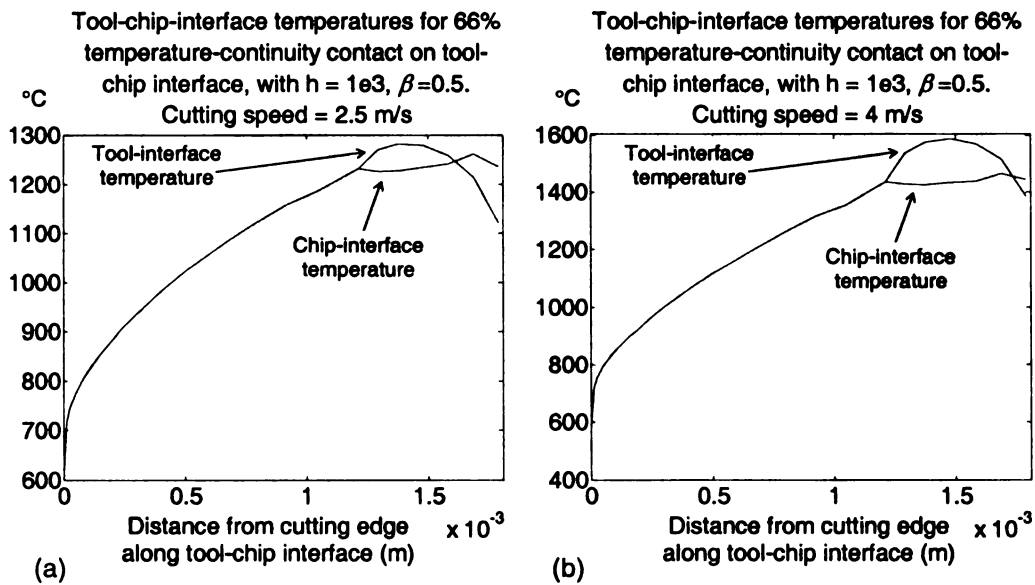 Tool-chip-interface temperatures for 66%
temperature-continuity contact on tool-
chip interface, with h = 1e3, β=0.5.
Cutting speed = 2.5 m/s
°C
1300
1200
1100
1000
900
800
700
600
Tool-interface
temperature
Chip-interface
temperature
0
0.5
1
1.5
x 10⁻³
Distance from cutting edge
along tool-chip interface (m)
(a)
Tool-chip-interface temperatures for 66%
temperature-continuity contact on tool-
chip interface, with h = 1e3, β=0.5.
Cutting speed = 4 m/s
°C
1600
1400
1200
1000
800
600
400
Tool-interface
temperature
Chip-interface
temperature
0
0.5
1
1.5
x 10⁻³
Distance from cutting edge
along tool-chip interface (m)
(b)